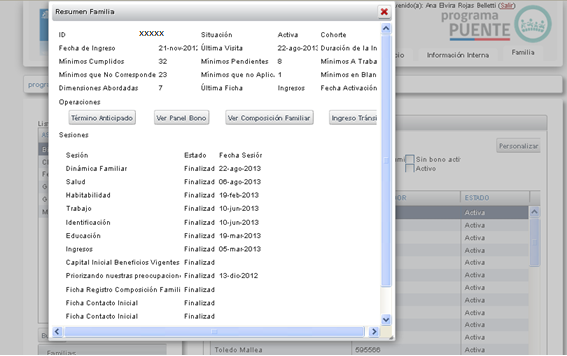 Resumen Familia
enido(a): Ana Elvira Rojas Belletti (Salir)
programa
PUENTE
cio Información Interna Familia
ID XXXXX Situación Activa Cohorte
Fecha de Ingreso 21-nov-2012 Última Visita 22-ago-2013 Duración de la In
Mínimos Cumplidos 32 Mínimos Pendientes 8 Mínimos A Traba
Mínimos que No Corresponde 23 Mínimos que no Aplic. 1 Mínimos en Blan
Dimensiones Abordadas 7 Última Ficha Ingresos Fecha Activación
progra
Operaciones
Término Anticipado Ver Panel Bono Ver Composición Familiar Ingreso Tránsi
Sesiones
Personalizar
Sin bono acti
Activo
Sesión Estado Fecha Sesión
Dinámica Familiar Finalizad 22-ago-2013
Salud Finalizad 06-ago-2013
Habitabilidad Finalizad 19-feb-2013
Trabajo Finalizad 10-jun-2013
Identificación Finalizad 10-jun-2013
Educación Finalizad 19-mar-2013
Ingresos Finalizad 05-mar-2013
Capital Inicial Beneficios Vigentes Finalizad
Priorizando nuestras preocupacion Finalizad 13-dic-2012
Ficha Registro Composición Famili Finalizad
Ficha Contacto Inicial Finalizad
Ficha Contacto Inicial Finalizad
DOR ESTADO
Activa
Activa
Activa
Activa
Activa
Activa
Activa
Activa
Activa
Activa
Toledo Mallea 595566 Activa
Familias